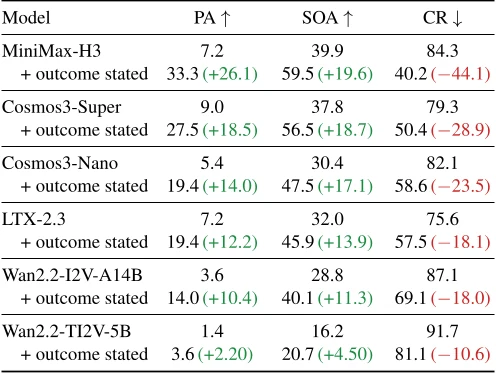 Model PA ↑ SOA ↑ CR ↓
MiniMax-H3 7.2 39.9 84.3
+ outcome stated 33.3 (+26.1) 59.5 (+19.6) 40.2 (−44.1)
Cosmos3-Super 9.0 37.8 79.3
+ outcome stated 27.5 (+18.5) 56.5 (+18.7) 50.4 (−28.9)
Cosmos3-Nano 5.4 30.4 82.1
+ outcome stated 19.4 (+14.0) 47.5 (+17.1) 58.6 (−23.5)
LTX-2.3 7.2 32.0 75.6
+ outcome stated 19.4 (+12.2) 45.9 (+13.9) 57.5 (−18.1)
Wan2.2-I2V-A14B 3.6 28.8 87.1
+ outcome stated 14.0 (+10.4) 40.1 (+11.3) 69.1 (−18.0)
Wan2.2-TI2V-5B 1.4 16.2 91.7
+ outcome stated 3.6 (+2.20) 20.7 (+4.50) 81.1 (−10.6)